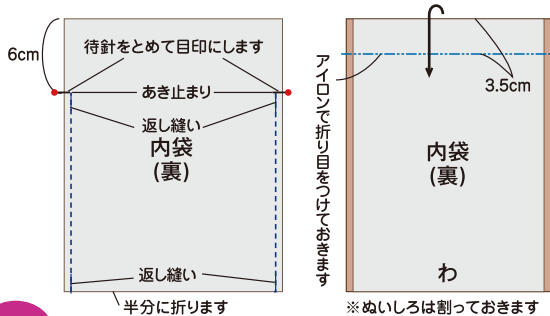 6cm
待針をとめて目印にします
あき止まり
返し縫い
内袋
(裏)
返し縫い
半分に折ります
アイロンで折り目をつけておきます
3.5cm
内袋
(裏)
わ
※ぬいしろは割っておきます